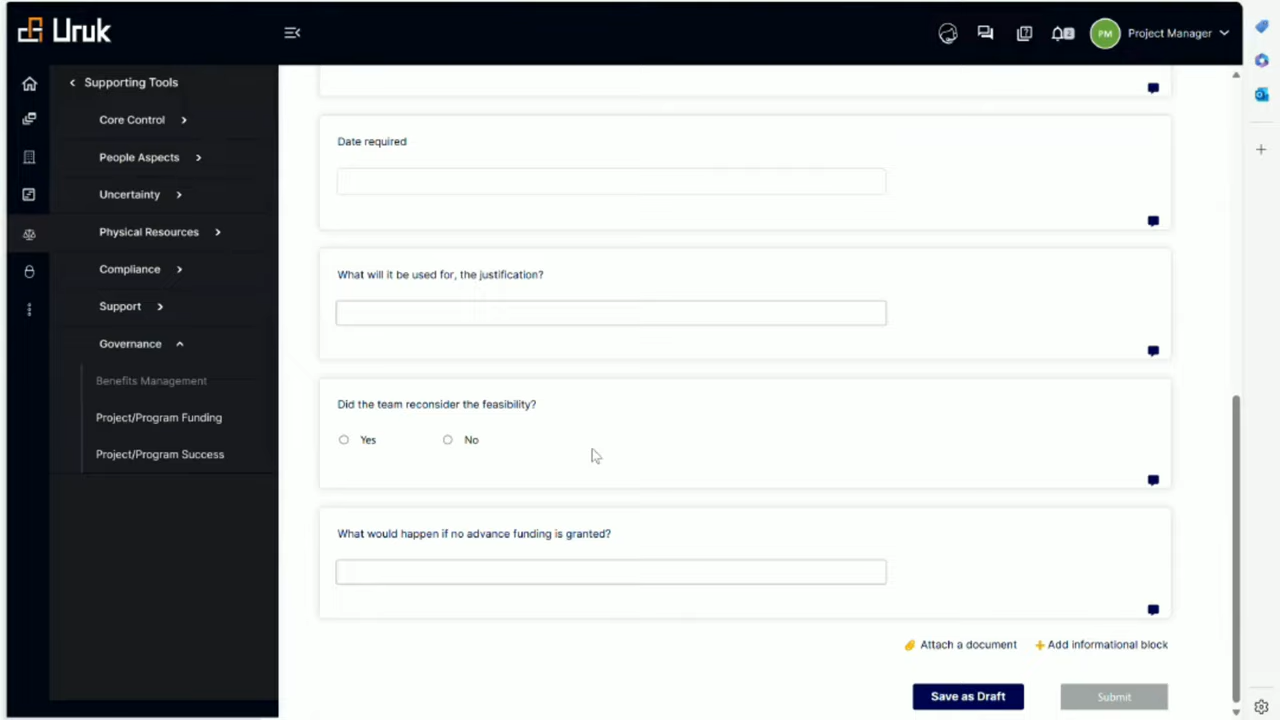 Uruk
PM
Project Manager
Supporting Tools
Core Control
People Aspects
Uncertainty
Physical Resources
Compliance
Support
Governance
Benefits Management
Project/Program Funding
Project/Program Success
Date required
What will it be used for, the justification?
Did the team reconsider the feasibility?
Yes No
What would happen if no advance funding is granted?
Attach a document + Add informational block
Save as Draft Submit